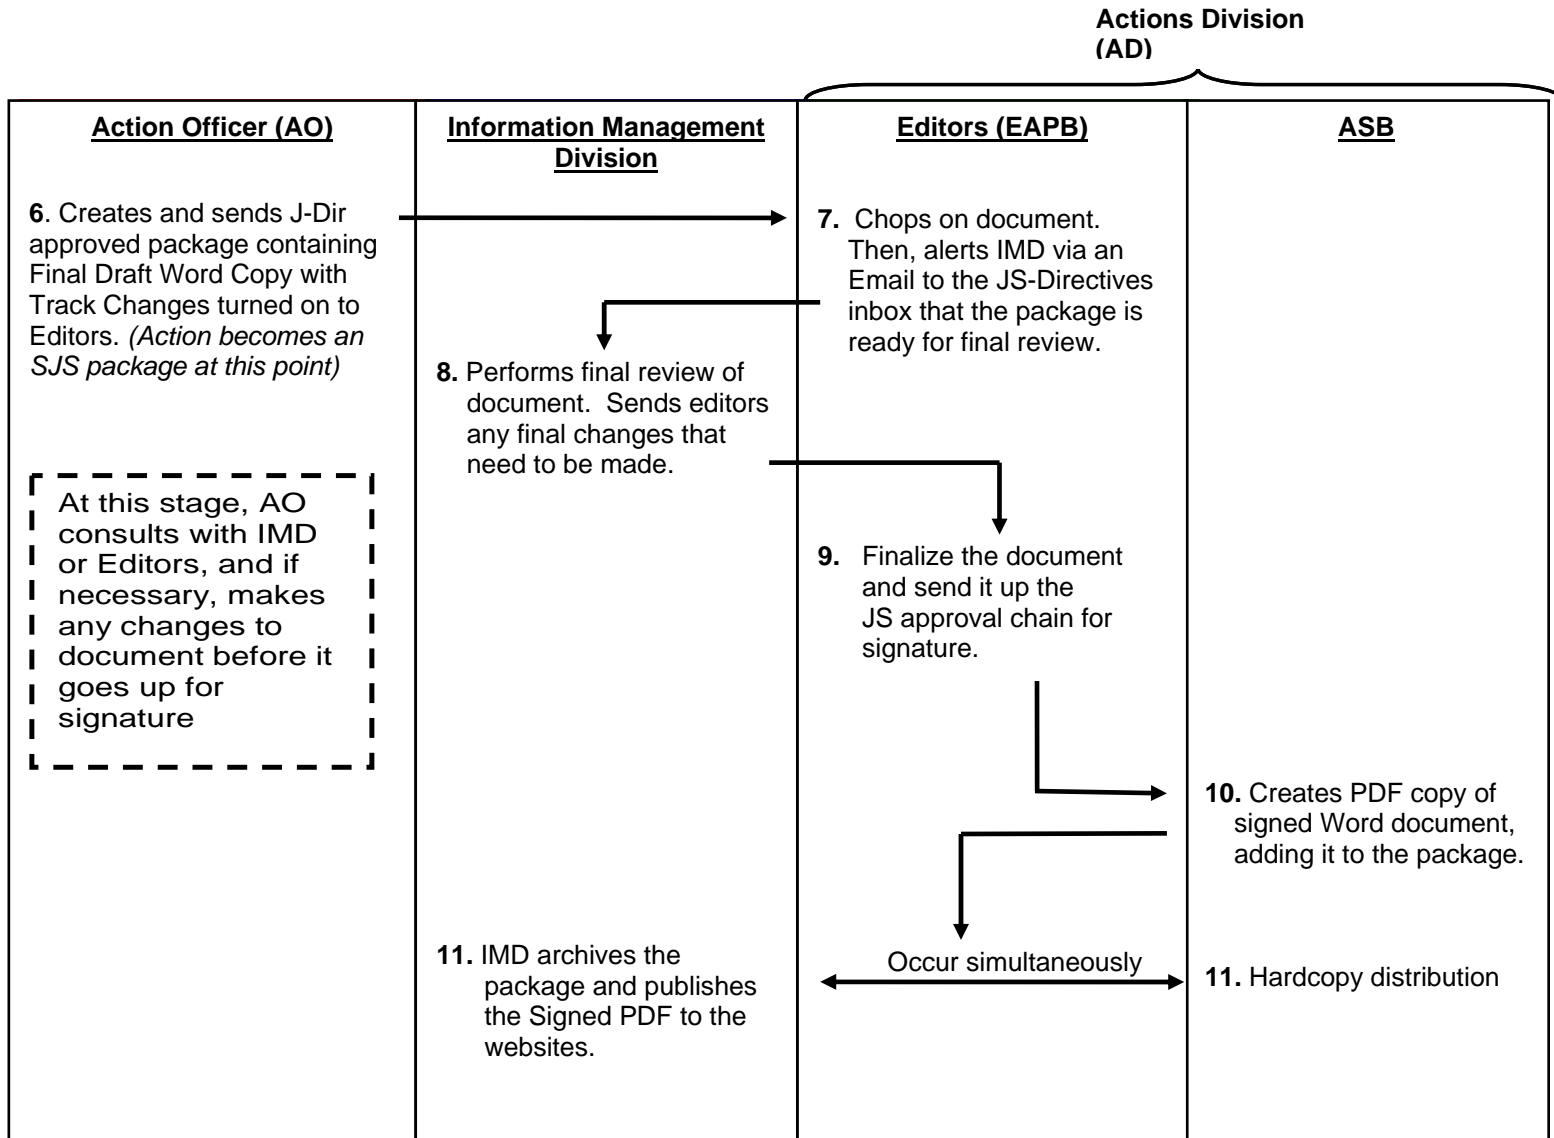 Actions Division
(AD)
Action Officer (AO)
Information Management
Division
Editors (EAPB)
ASB
6. Creates and sends J-Dir
approved package containing
Final Draft Word Copy with
Track Changes turned on to
Editors. (Action becomes an
SJS package at this point)
7. Chops on document.
Then, alerts IMD via an
Email to the JS-Directives
inbox that the package is
ready for final review.
8. Performs final review of
document. Sends editors
any final changes that
need to be made.
At this stage, AO
consults with IMD
or Editors, and if
necessary, makes
any changes to
document before it
goes up for
signature
9. Finalize the document
and send it up the
JS approval chain for
signature.
10. Creates PDF copy of
signed Word document,
adding it to the package.
11. IMD archives the
package and publishes
the Signed PDF to the
websites.
Occur simultaneously
11. Hardcopy distribution